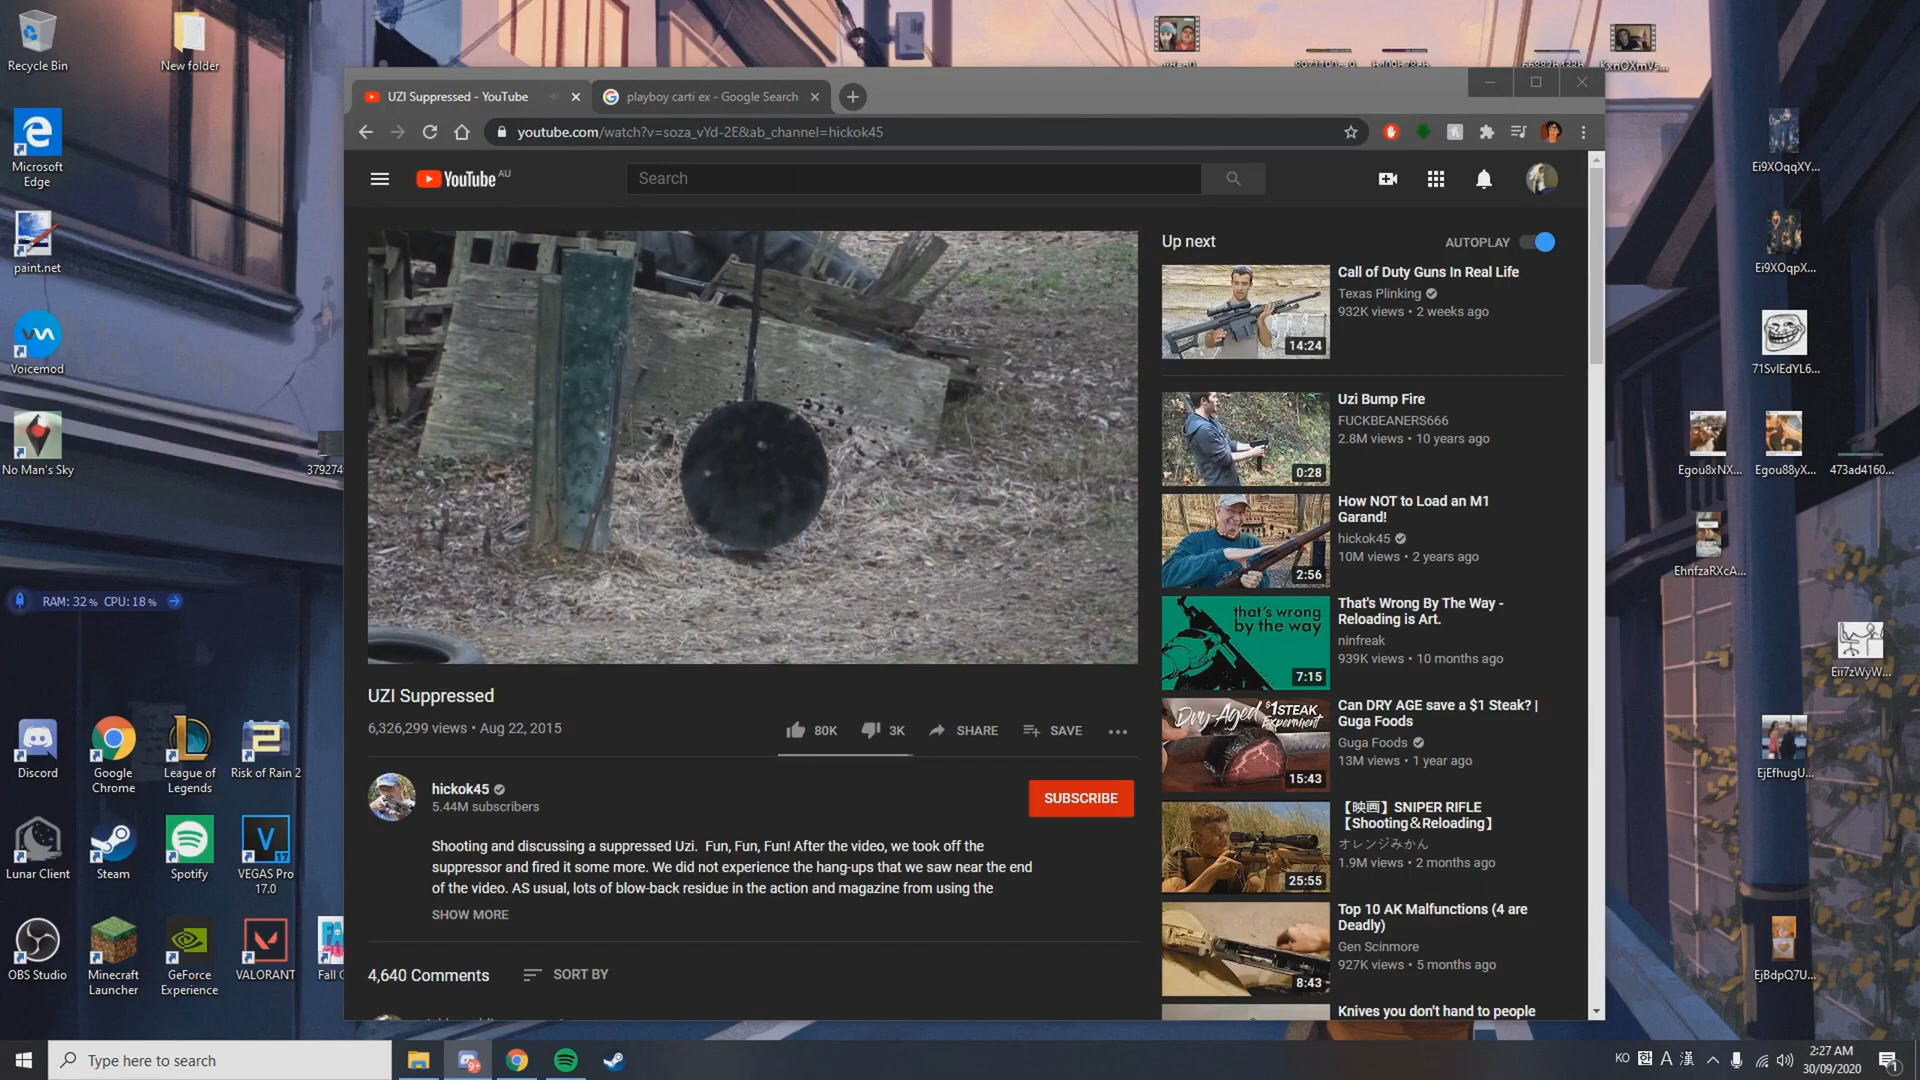 Recycle Bin
New folder
Microsoft
Edge
paint.net
Voicemod
No Man's Sky
379274
RAM: 32 % CPU: 18 %
Discord
Google
Chrome
League of
Legends
Risk of Rain 2
Lunar Client
Steam
Spotify
VEGAS Pro
17.0
OBS Studio
Minecraft
Launcher
GeForce
Experience
VALORANT
Fall G
UZI Suppressed - YouTube
playboy carti ex - Google Search
youtube.com/watch?v=soza_vYd-2E&ab_channel=hickok45
YouTube AU
Search
UZI Suppressed
6,326,299 views • Aug 22, 2015
80K
3K
SHARE
SAVE
hickok45
5.44M subscribers
SUBSCRIBE
Shooting and discussing a suppressed Uzi. Fun, Fun, Fun! After the video, we took off the
suppressor and fired it some more. We did not experience the hang-ups that we saw near the end
of the video. AS usual, lots of blow-back residue in the action and magazine from using the
SHOW MORE
4,640 Comments
SORT BY
Up next
AUTOPLAY
14:24
Call of Duty Guns In Real Life
Texas Plinking
932K views • 2 weeks ago
0:28
Uzi Bump Fire
FUCKBEANERS666
2.8M views • 10 years ago
2:56
How NOT to Load an M1
Garand!
hickok45
10M views • 2 years ago
that's wrong
by the way
7:15
That's Wrong By The Way -
Reloading is Art.
ninfreak
939K views • 10 months ago
Dry-Aged $1 STEAK
Experiment
15:43
Can DRY AGE save a $1 Steak? |
Guga Foods
Guga Foods
13M views • 1 year ago
25:55
【映画】SNIPER RIFLE
【Shooting＆Reloading】
オレンジみかん
1.9M views • 2 months ago
8:43
Top 10 AK Malfunctions (4 are
Deadly)
Gen Scinmore
927K views • 5 months ago
Knives you don't hand to people
Ei9XOqqXY...
Ei9XOqpX...
71SvIEdYL6...
Egou8xNX...
Egou88yX...
473ad4160...
EhnfzaRXcA...
Eii7zWyW...
EjEfhugU...
EjBdpQ7U...
Type here to search
9+
KO 한 A 漢
2:27 AM
30/09/2020
1